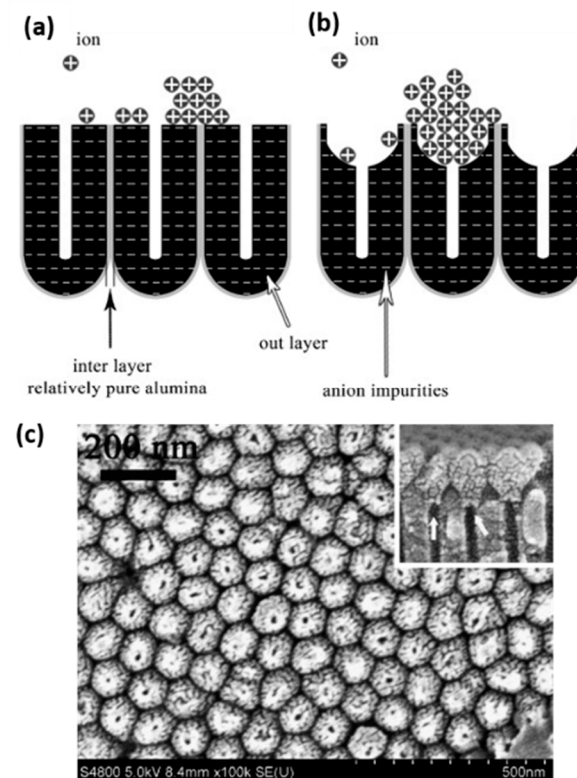 (a)
ion
(b)
ion
out layer
inter layer
relatively pure alumina
anion impurities
(c)
200 nm
S4800 5.0kV 8.4mm x100k SE(U)
500nm